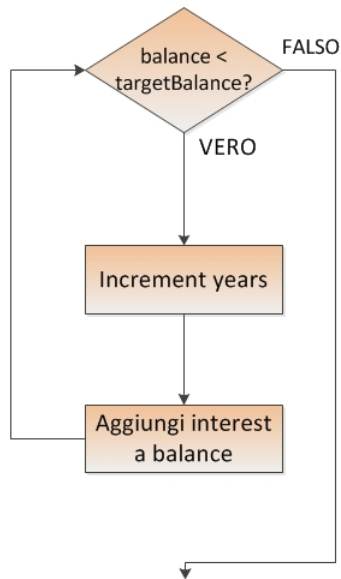 balance <
targetBalance?
FALSO
VERO
Increment years
Aggiungi interest
a balance